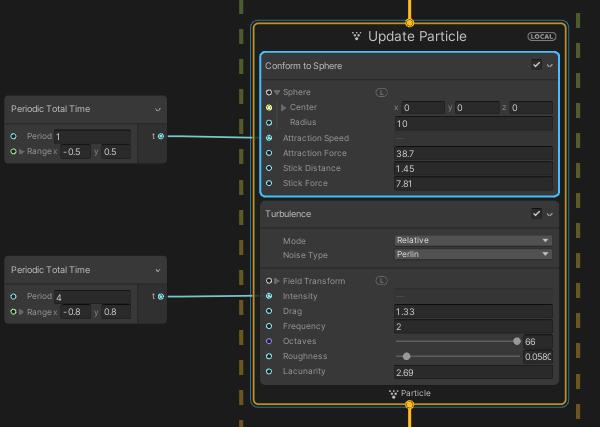 Update Particle
LOCAL
Conform to Sphere
Sphere L
Center x 0 y 0 z 0
Radius 10
Attraction Speed
Attraction Force 38.7
Stick Distance 1.45
Stick Force 7.81
Periodic Total Time
Period 1 t
Range x -0.5 y 0.5
Turbulence
Mode Relative
Noise Type Perlin
Field Transform L
Intensity
Drag 1.33
Frequency 2
Octaves 66
Roughness 0.058
Lacunarity 2.69
Particle
Periodic Total Time
Period 4 t
Range x -0.8 y 0.8